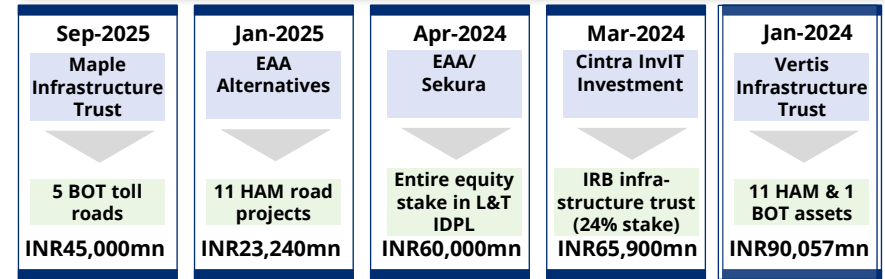 Sep-2025
Maple
Infrastructure
Trust
5 BOT toll
roads
INR45,000mn
Jan-2025
EAA
Alternatives
11 HAM road
projects
INR23,240mn
Apr-2024
EAA/
Sekura
Entire equity
stake in L&T
IDPL
INR60,000mn
Mar-2024
Cintra InvIT
Investment
IRB infra-
structure trust
(24% stake)
INR65,900mn
Jan-2024
Vertis
Infrastructure
Trust
11 HAM & 1
BOT assets
INR90,057mn